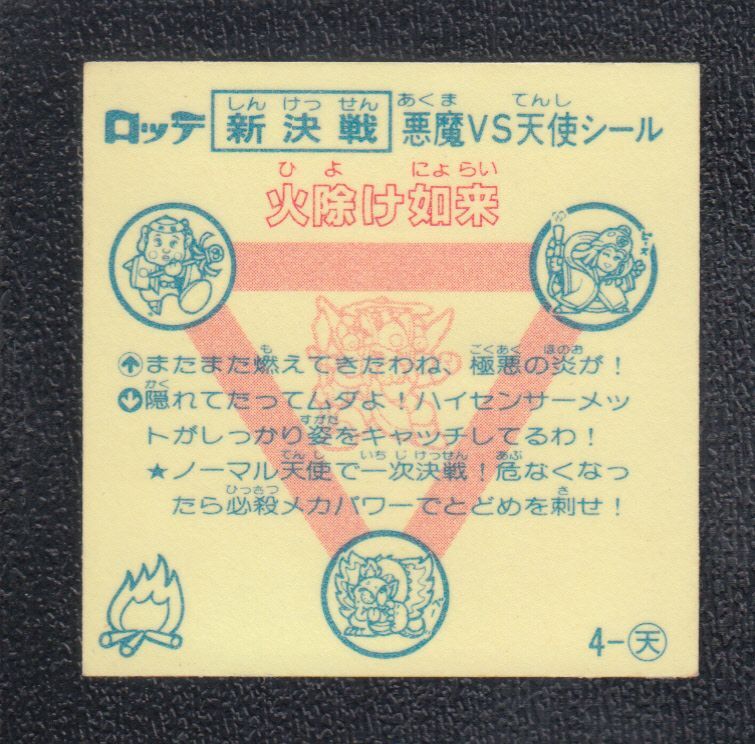 ロッテ 新決戦 悪魔VS天使シール
しんけっせん あくま てんし
ひよ にょらい
火除け如来
も ごくあく ほのお
↑またまた燃えてきたわね、極悪の炎が！
かく
↓隠れてたってムダよ！ハイセンサーメッ
すがた
トがしっかり姿をキャッチしてるわ！
てんし いちじけっせん あぶ
★ノーマル天使で一次決戦！危なくなっ
ひっさつ さ
たら必殺メカパワーでとどめを刺せ！
4-天